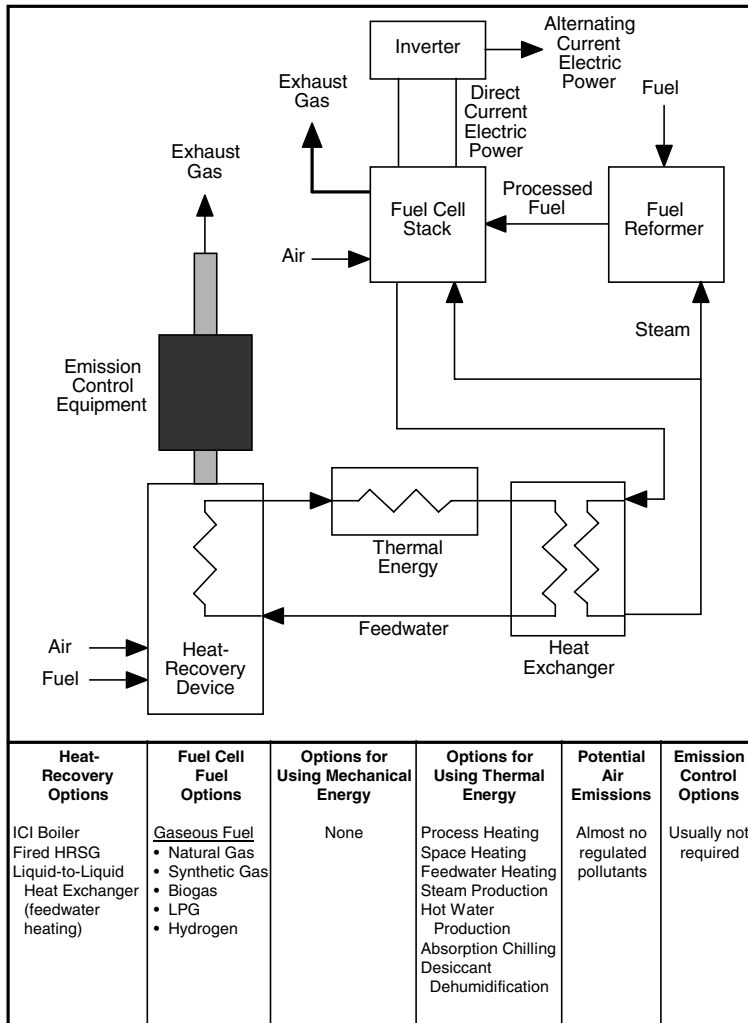 Inverter
Alternating
Current
Electric
Power
Exhaust
Gas
Direct
Current
Electric
Power
Fuel
Exhaust
Gas
Fuel Cell
Stack
Processed
Fuel
Fuel
Reformer
Air
Steam
Emission
Control
Equipment
Thermal
Energy
Feedwater
Heat
Exchanger
Air
Fuel
Heat-
Recovery
Device
Heat-
Recovery
Options
ICI Boiler
Fired HRSG
Liquid-to-Liquid
Heat Exchanger
(feedwater
heating)
Fuel Cell
Fuel
Options
Gaseous Fuel
• Natural Gas
• Synthetic Gas
• Biogas
• LPG
• Hydrogen
Options for
Using Mechanical
Energy
None
Options for
Using Thermal
Energy
Process Heating
Space Heating
Feedwater Heating
Steam Production
Hot Water
Production
Absorption Chilling
Desiccant
Dehumidification
Potential
Air
Emissions
Almost no
regulated
pollutants
Emission
Control
Options
Usually not
required